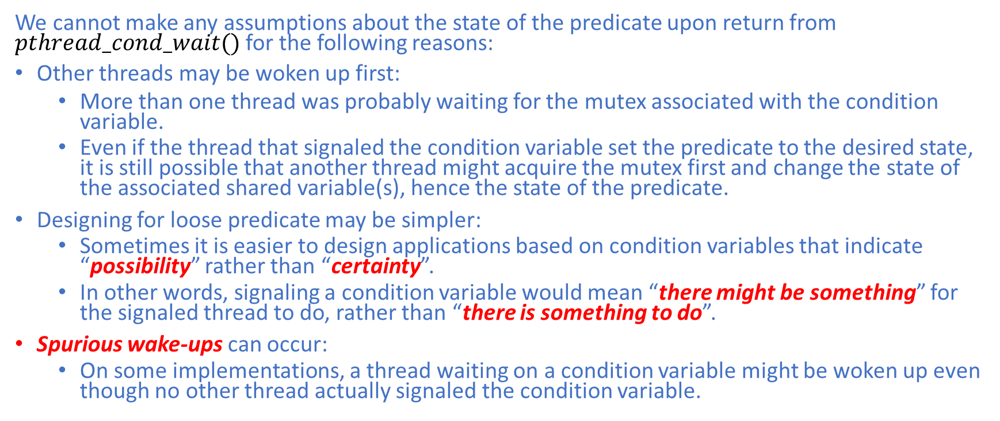 We cannot make any assumptions about the state of the predicate upon return from
pthread_cond_wait() for the following reasons:
• Other threads may be woken up first:
• More than one thread was probably waiting for the mutex associated with the condition
variable.
• Even if the thread that signaled the condition variable set the predicate to the desired state,
it is still possible that another thread might acquire the mutex first and change the state of
the associated shared variable(s), hence the state of the predicate.
• Designing for loose predicate may be simpler:
• Sometimes it is easier to design applications based on condition variables that indicate
“possibility” rather than “certainty”.
• In other words, signaling a condition variable would mean “there might be something” for
the signaled thread to do, rather than “there is something to do”.
• Spurious wake-ups can occur:
• On some implementations, a thread waiting on a condition variable might be woken up even
though no other thread actually signaled the condition variable.